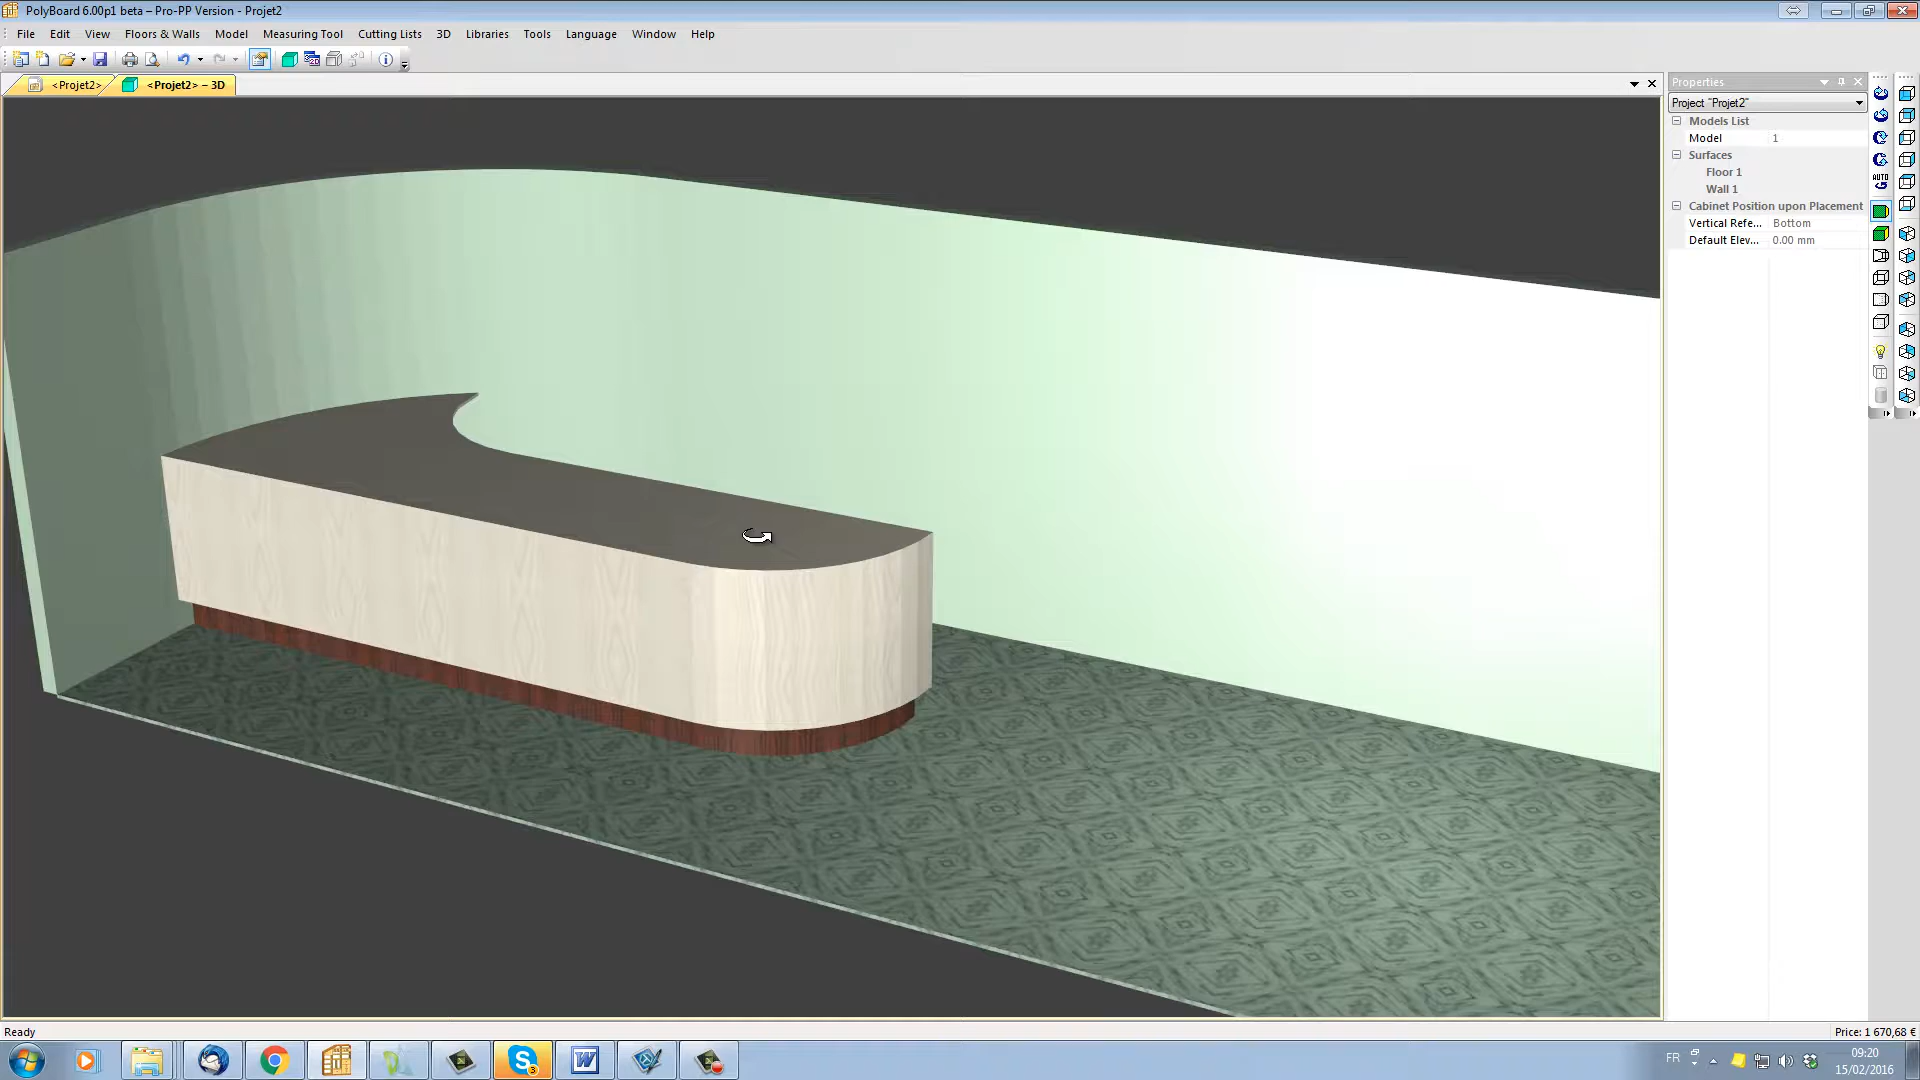 PolyBoard 6.00p1 beta – Pro-PP Version - Projet2
File Edit View Floors & Walls Model Measuring Tool Cutting Lists 3D Libraries Tools Language Window Help
<Projet2> <Projet2> – 3D
Properties
Project "Projet2"
Models List
Model 1
Surfaces
Floor 1
Wall 1
Cabinet Position upon Placement
Vertical Refe... Bottom
Default Elev... 0.00 mm
AUTO
Ready
Price: 1 670,68 €
FR
09:20
15/02/2016